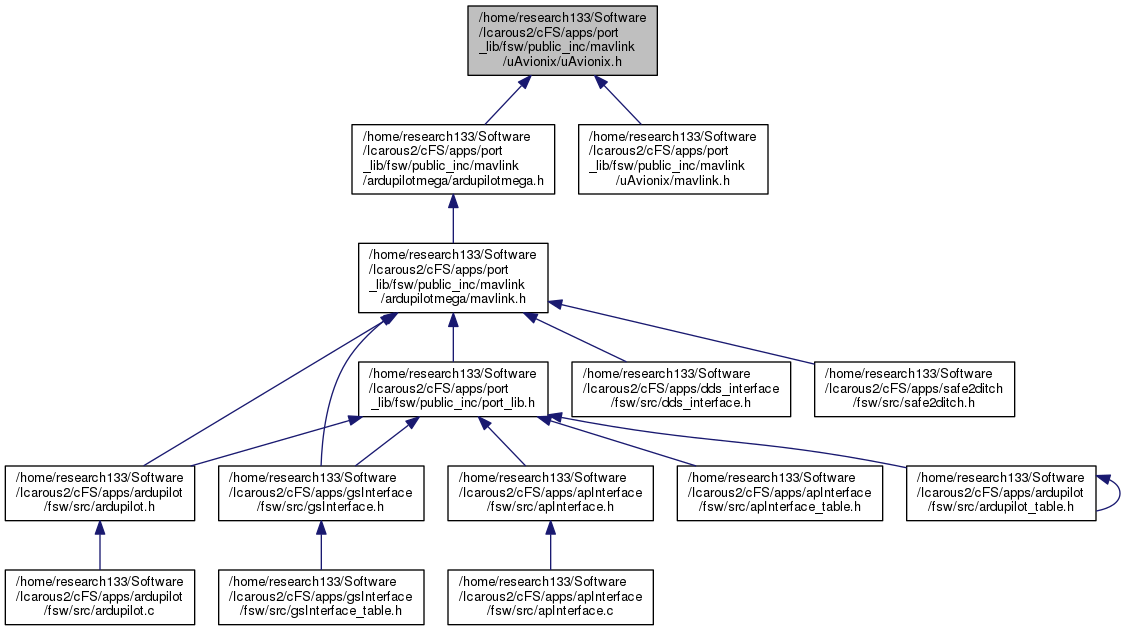 /home/research133/Software
/Icarous2/cFS/apps/port
_lib/fsw/public_inc/mavlink
/uAvionix/uAvionix.h
/home/research133/Software
/Icarous2/cFS/apps/port
_lib/fsw/public_inc/mavlink
/ardupilotmega/ardupilotmega.h
/home/research133/Software
/Icarous2/cFS/apps/port
_lib/fsw/public_inc/mavlink
/uAvionix/mavlink.h
/home/research133/Software
/Icarous2/cFS/apps/port
_lib/fsw/public_inc/mavlink
/ardupilotmega/mavlink.h
/home/research133/Software
/Icarous2/cFS/apps/port
_lib/fsw/public_inc/port_lib.h
/home/research133/Software
/Icarous2/cFS/apps/dds_interface
/fsw/src/dds_interface.h
/home/research133/Software
/Icarous2/cFS/apps/safe2ditch
/fsw/src/safe2ditch.h
/home/research133/Software
/Icarous2/cFS/apps/ardupilot
/fsw/src/ardupilot.h
/home/research133/Software
/Icarous2/cFS/apps/gsInterface
/fsw/src/gsInterface.h
/home/research133/Software
/Icarous2/cFS/apps/apInterface
/fsw/src/apInterface.h
/home/research133/Software
/Icarous2/cFS/apps/apInterface
/fsw/src/apInterface_table.h
/home/research133/Software
/Icarous2/cFS/apps/ardupilot
/fsw/src/ardupilot_table.h
/home/research133/Software
/Icarous2/cFS/apps/ardupilot
/fsw/src/ardupilot.c
/home/research133/Software
/Icarous2/cFS/apps/gsInterface
/fsw/src/gsInterface_table.h
/home/research133/Software
/Icarous2/cFS/apps/apInterface
/fsw/src/apInterface.c